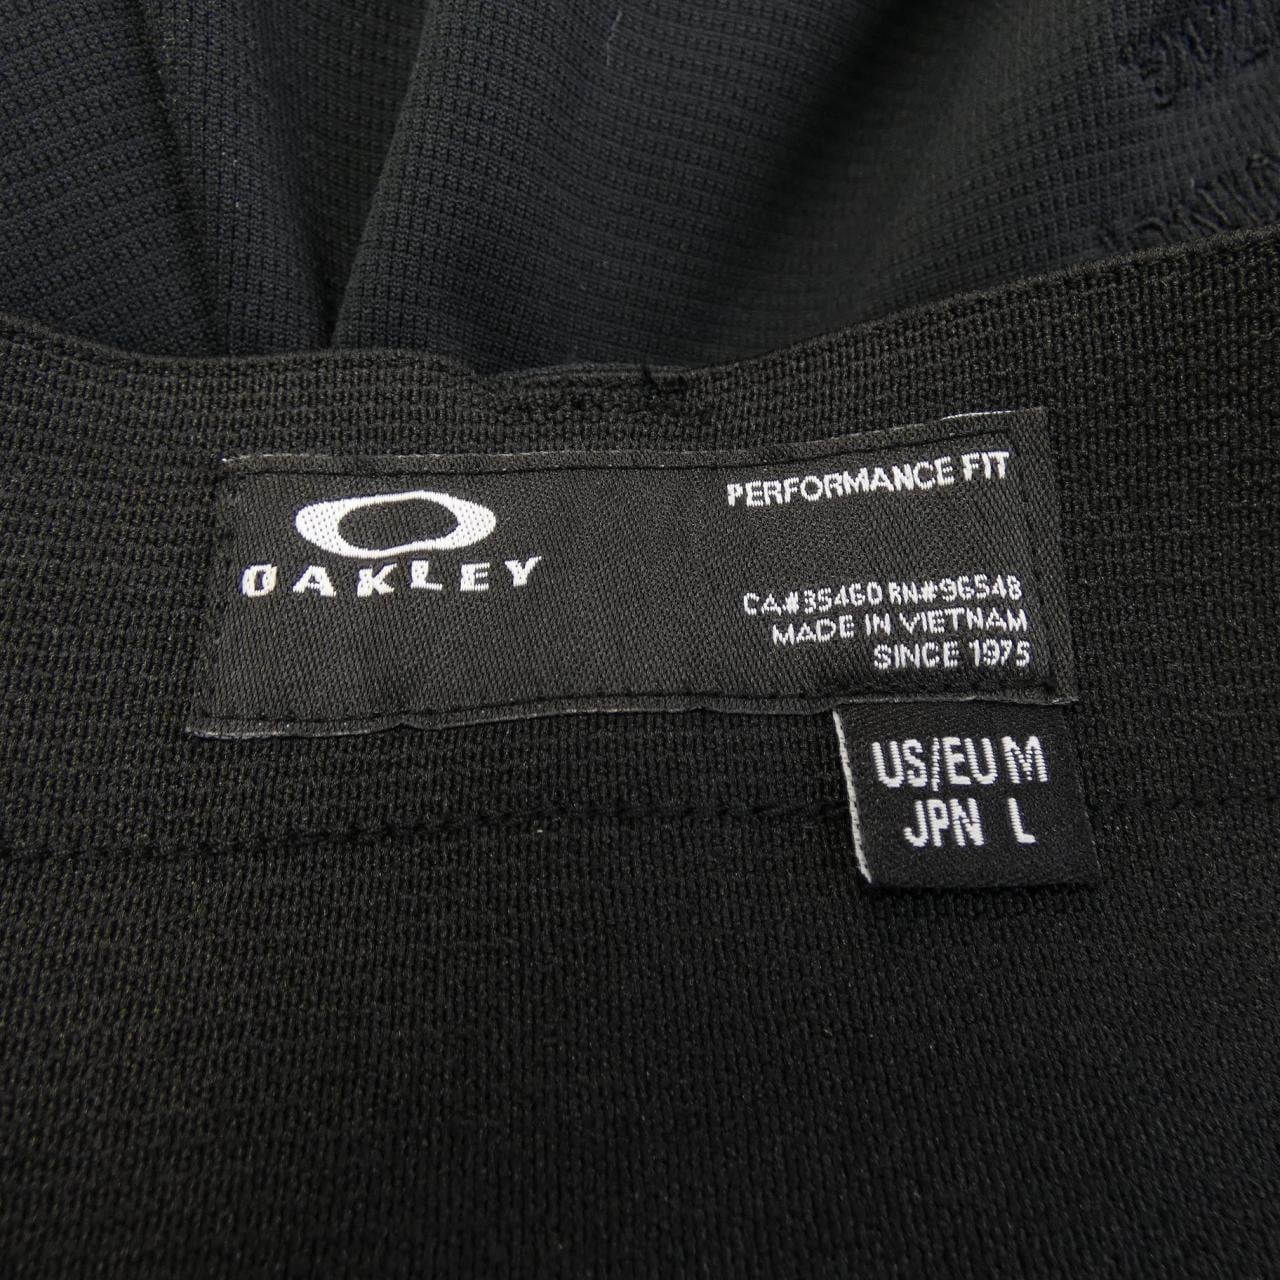 OAKLEY
PERFORMANCE FIT
CA#35460 RN#96548
MADE IN VIETNAM
SINCE 1975
US/EU M
JPN L